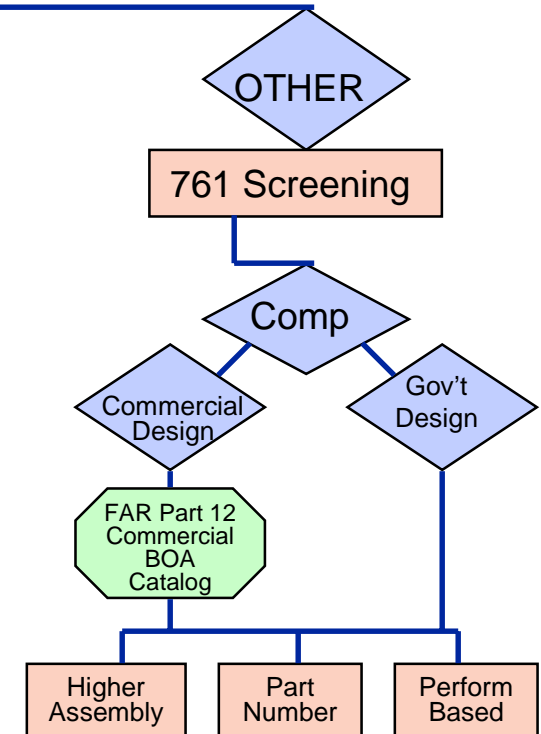 OTHER
761 Screening
Comp
Commercial
Design
Gov't
Design
FAR Part 12
Commercial
BOA
Catalog
Higher
Assembly
Part
Number
Perform
Based